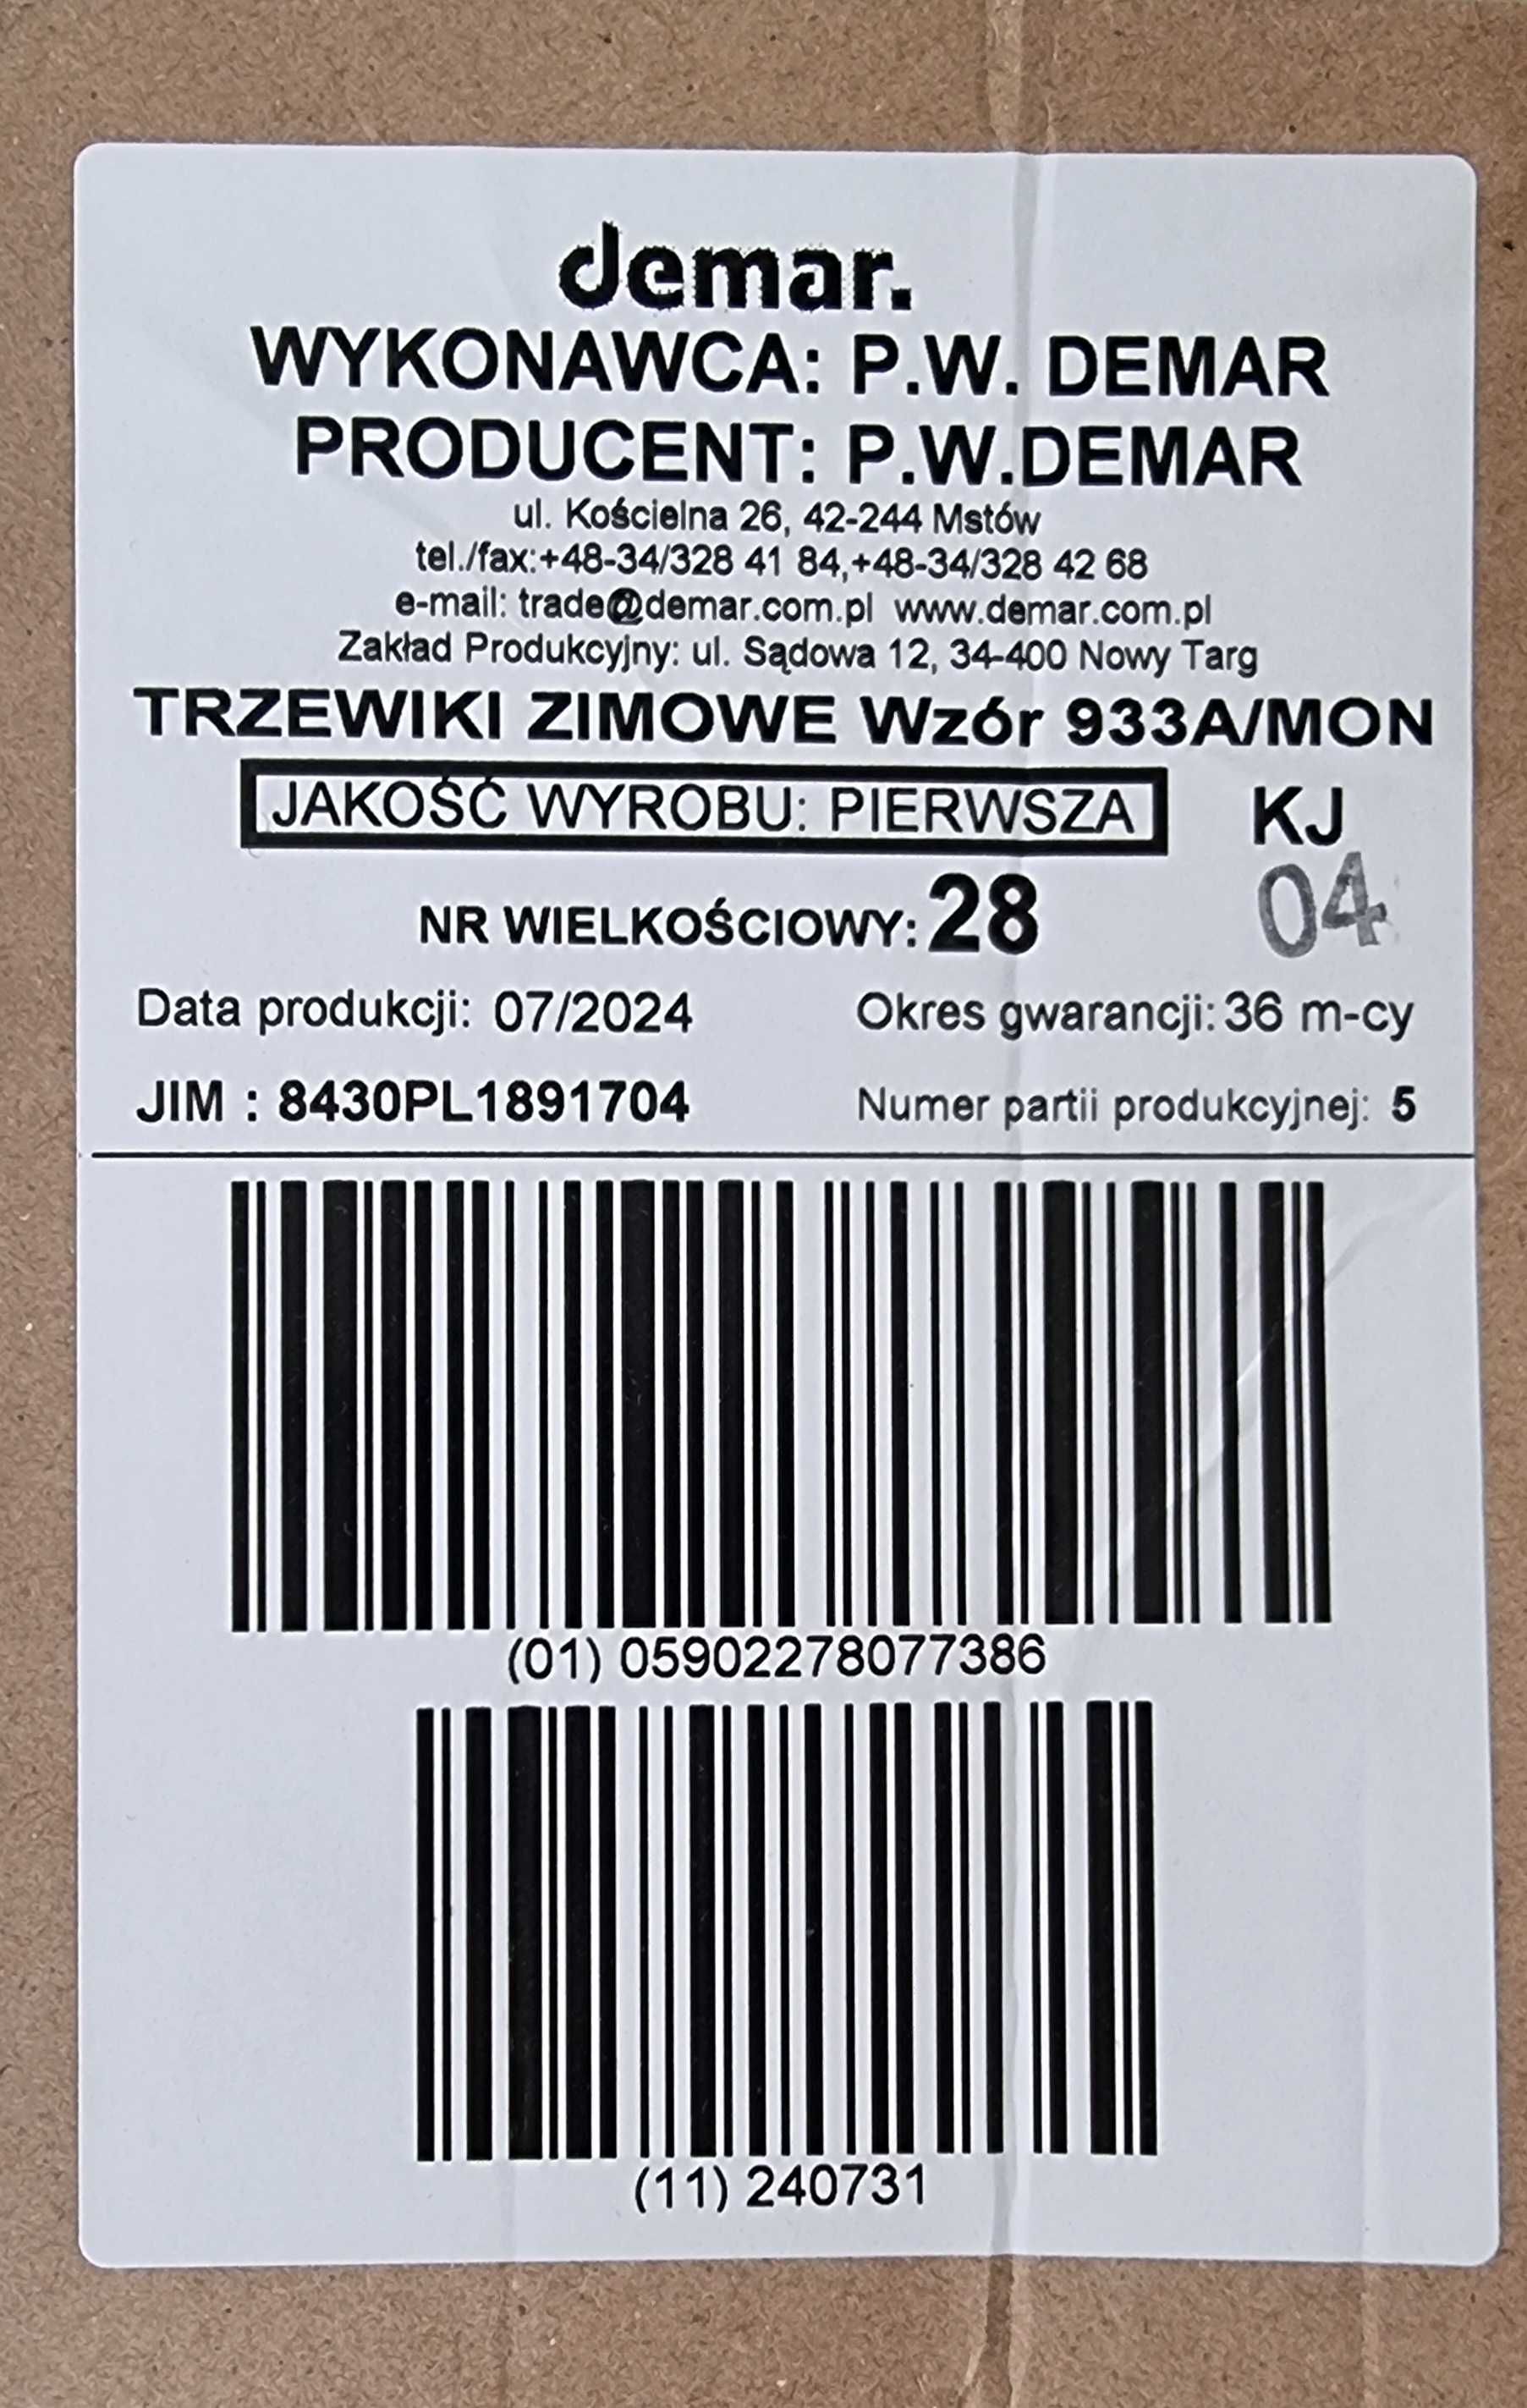 demar.
WYKONAWCA: P.W. DEMAR
PRODUCENT: P.W.DEMAR
ul. Kościelna 26, 42-244 Mstów
tel./fax:+48-34/328 41 84,+48-34/328 42 68
e-mail: trade@demar.com.pl www.demar.com.pl
Zakład Produkcyjny: ul. Sądowa 12, 34-400 Nowy Targ
TRZEWIKI ZIMOWE Wzór 933A/MON
JAKOŚĆ WYROBU: PIERWSZA KJ
NR WIELKOŚCIOWY: 28 04
Data produkcji: 07/2024 Okres gwarancji: 36 m-cy
JIM : 8430PL1891704 Numer partii produkcyjnej: 5
(01) 05902278077386
(11) 240731